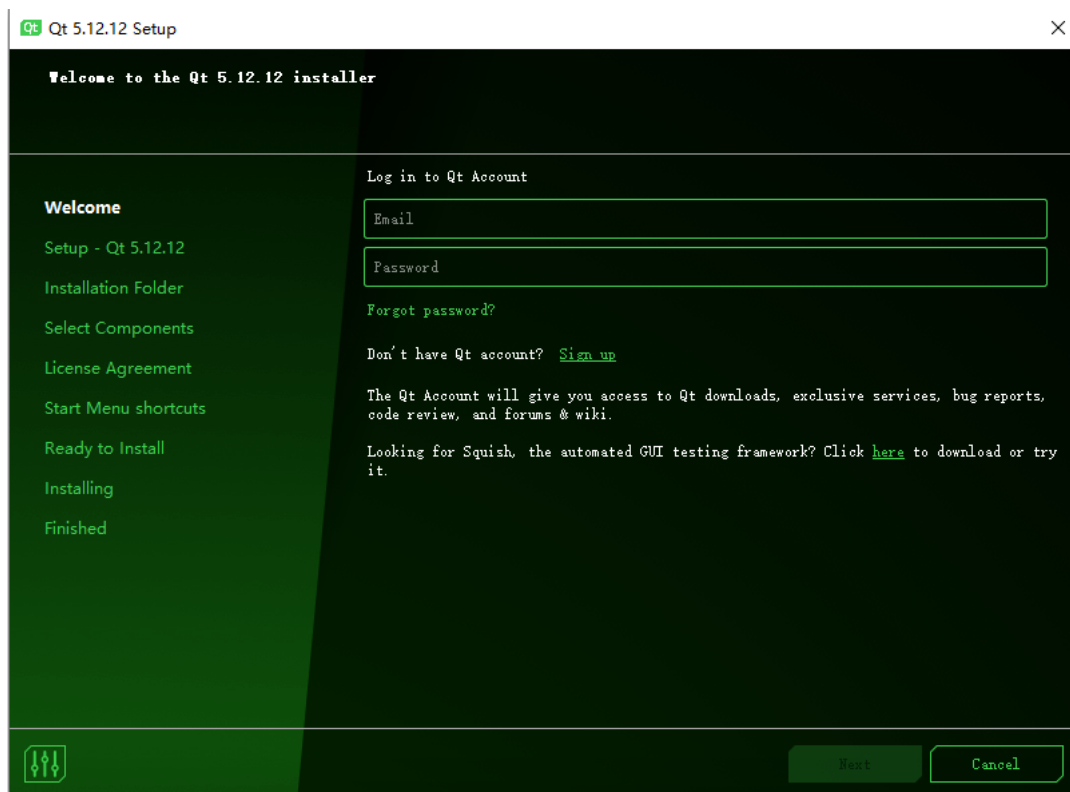 Qt Qt 5.12.12 Setup
Welcome to the Qt 5.12.12 installer
Welcome
Setup - Qt 5.12.12
Installation Folder
Select Components
License Agreement
Start Menu shortcuts
Ready to Install
Installing
Finished
Log in to Qt Account
Email
Password
Forgot password?
Don't have Qt account? Sign up
The Qt Account will give you access to Qt downloads, exclusive services, bug reports,
code review, and forums & wiki.
Looking for Squish, the automated GUI testing framework? Click here to download or try
it.
Next
Cancel